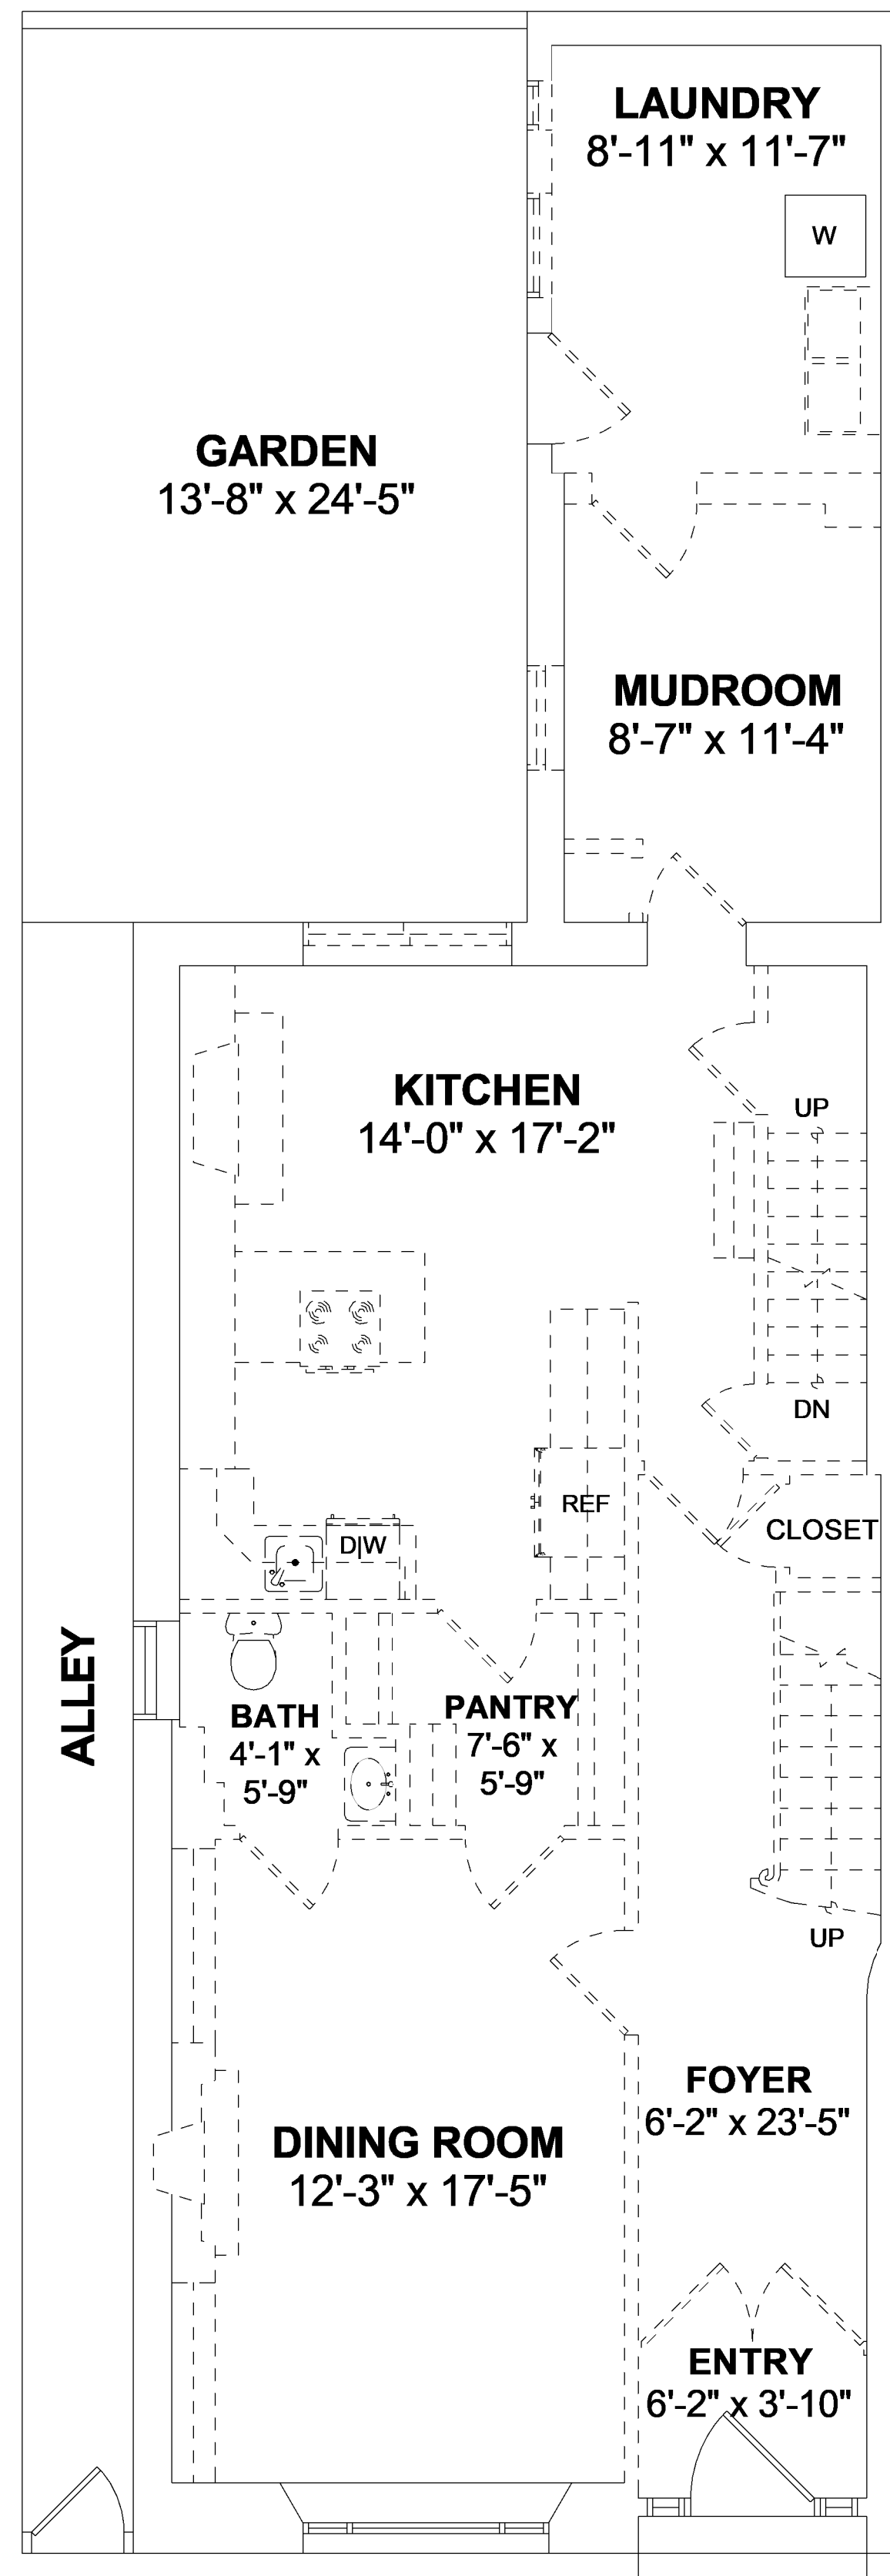 LAUNDRY
8'-11" x 11'-7"
W
GARDEN
13'-8" x 24'-5"
MUDROOM
8'-7" x 11'-4"
KITCHEN
14'-0" x 17'-2"
UP
DN
REF
CLOSET
D|W
ALLEY
BATH
4'-1" x
5'-9"
PANTRY
7'-6" x
5'-9"
UP
FOYER
6'-2" x 23'-5"
DINING ROOM
12'-3" x 17'-5"
ENTRY
6'-2" x 3'-10"